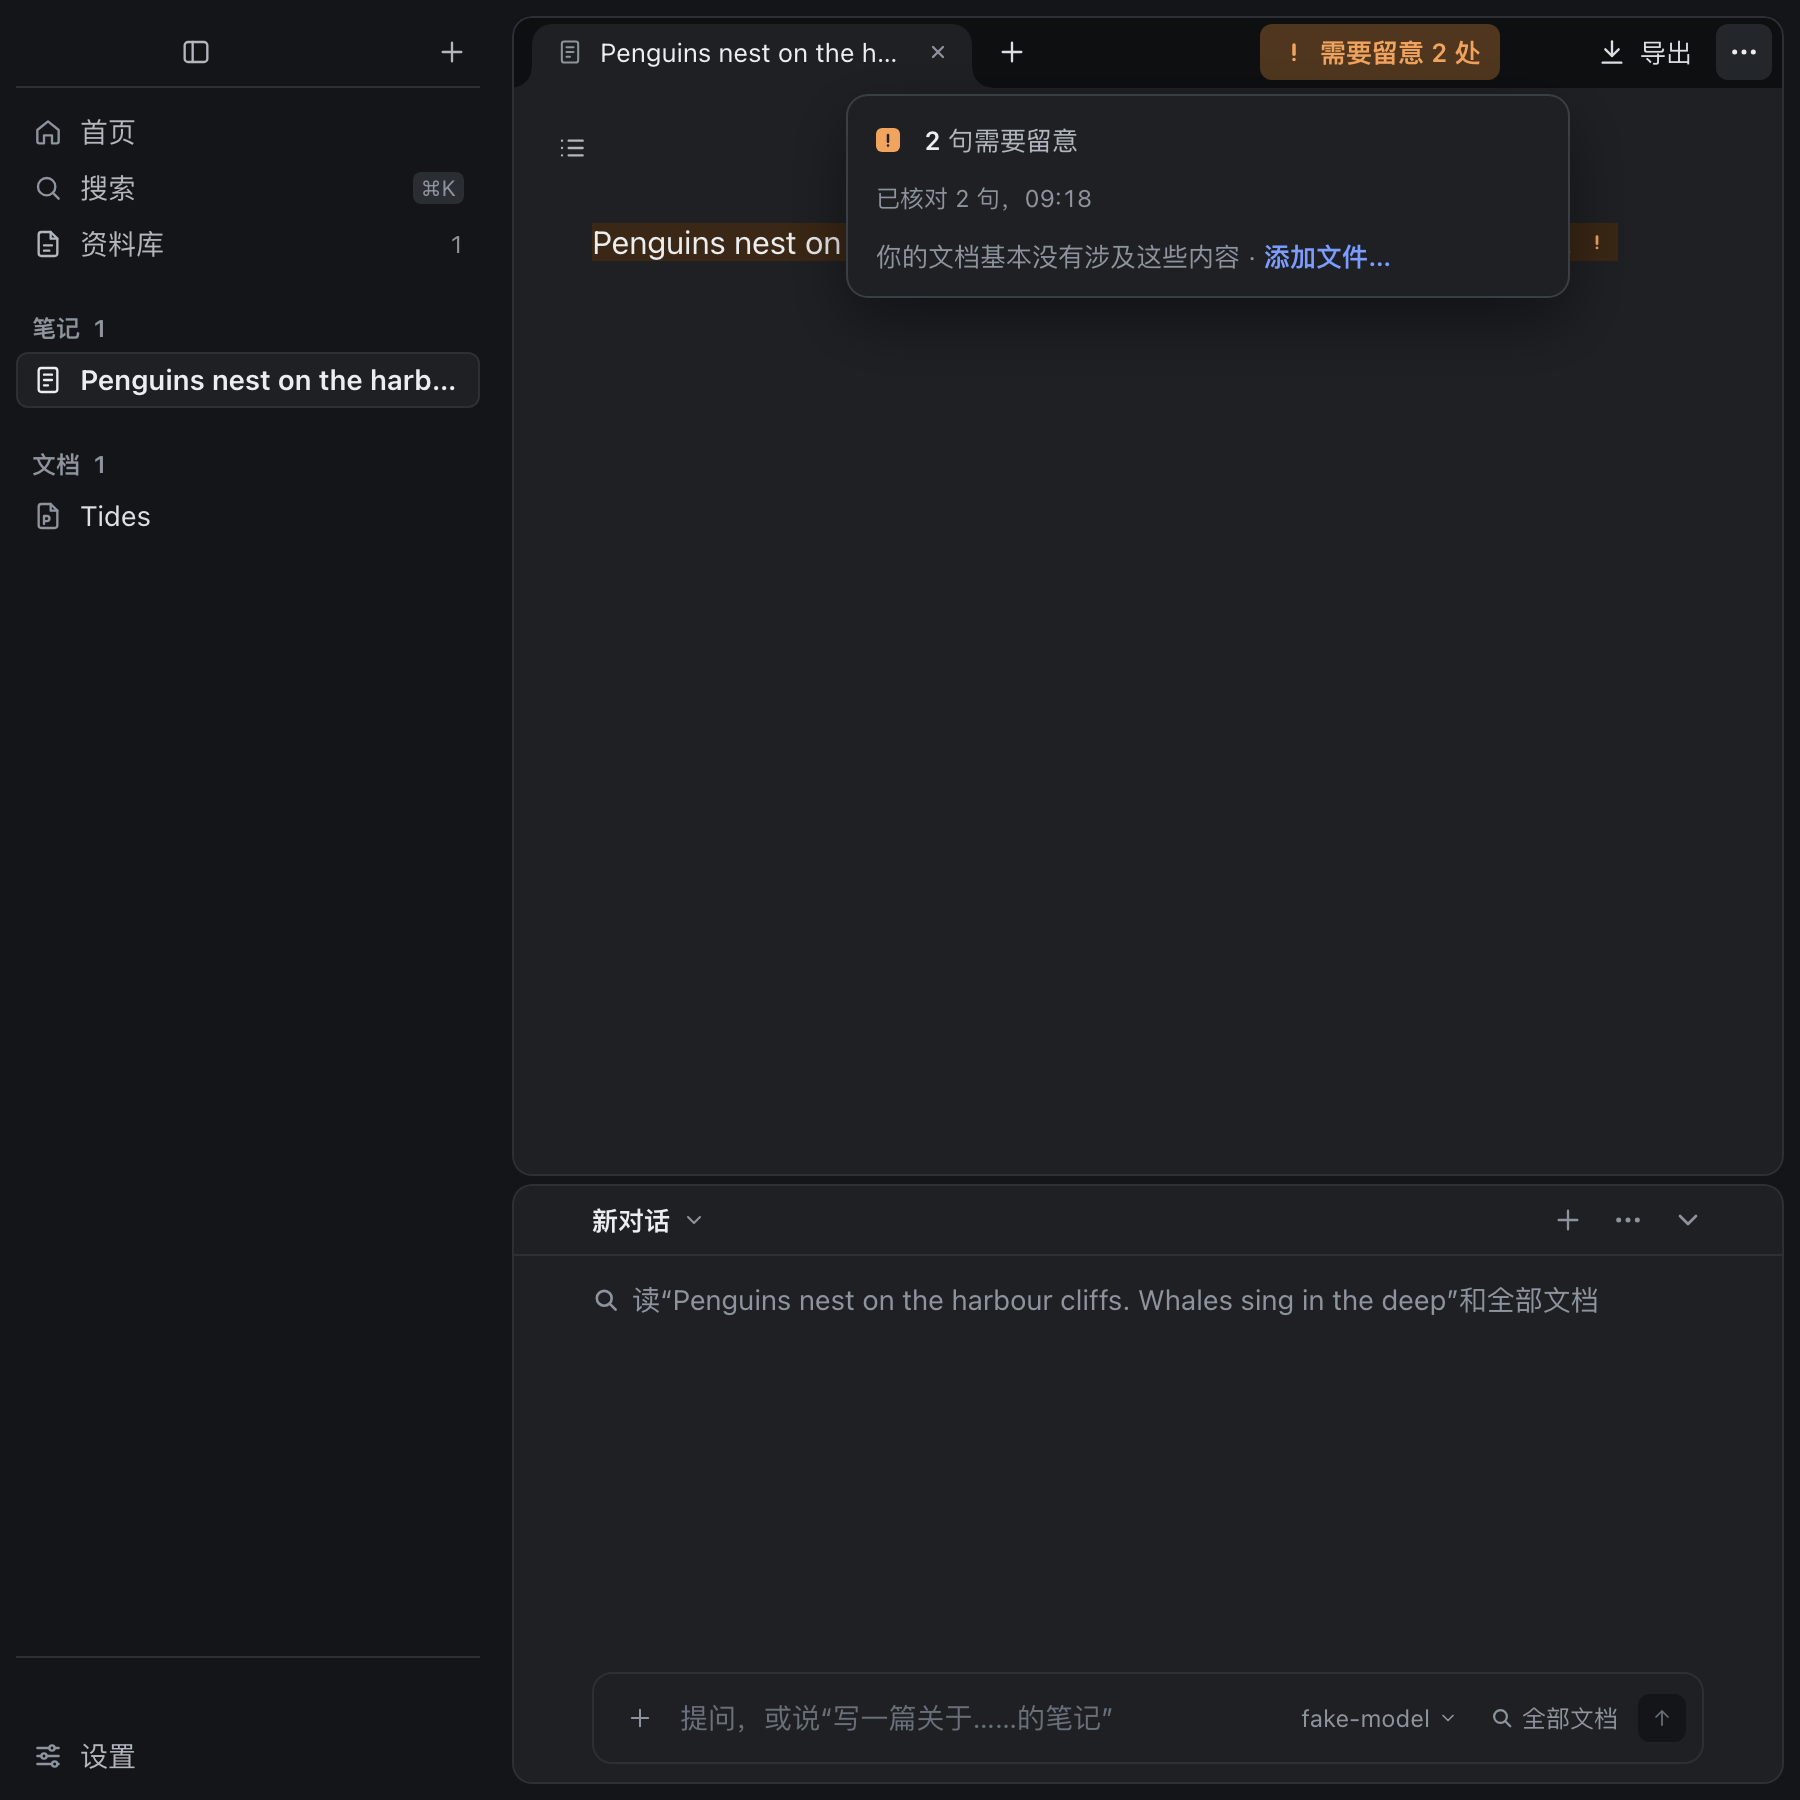 首页
搜索 ⌘K
资料库 1
笔记 1
Penguins nest on the harb...
文档 1
Tides
设置
Penguins nest on the h...
! 需要留意 2 处
导出
! 2 句需要留意
已核对 2 句，09:18
你的文档基本没有涉及这些内容 · 添加文件...
Penguins nest on !
新对话
读“Penguins nest on the harbour cliffs. Whales sing in the deep”和全部文档
提问，或说“写一篇关于……的笔记” fake-model 全部文档